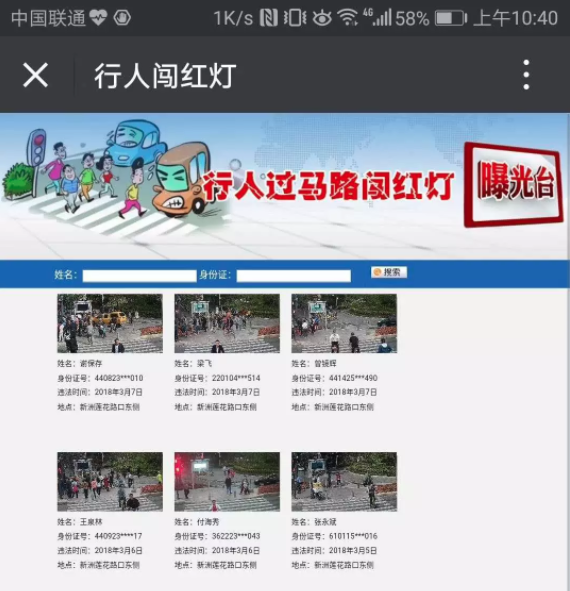 中国联通 1K/s 4G 58% 上午10:40
行人闯红灯
行人过马路闯红灯 曝光台
姓名： 身份证： 搜索
姓名：谢保存
身份证号：440823***010
违法时间：2018年3月7日
地点：新洲莲花路口东侧
姓名：梁飞
身份证号：220104***514
违法时间：2018年3月7日
地点：新洲莲花路口东侧
姓名：曾锡辉
身份证号：441425***490
违法时间：2018年3月7日
地点：新洲莲花路口东侧
姓名：王泉林
身份证号：440923****17
违法时间：2018年3月6日
地点：新洲莲花路口东侧
姓名：付海秀
身份证号：362223***043
违法时间：2018年3月6日
地点：新洲莲花路口东侧
姓名：张永斌
身份证号：610115***016
违法时间：2018年3月5日
地点：新洲莲花路口东侧